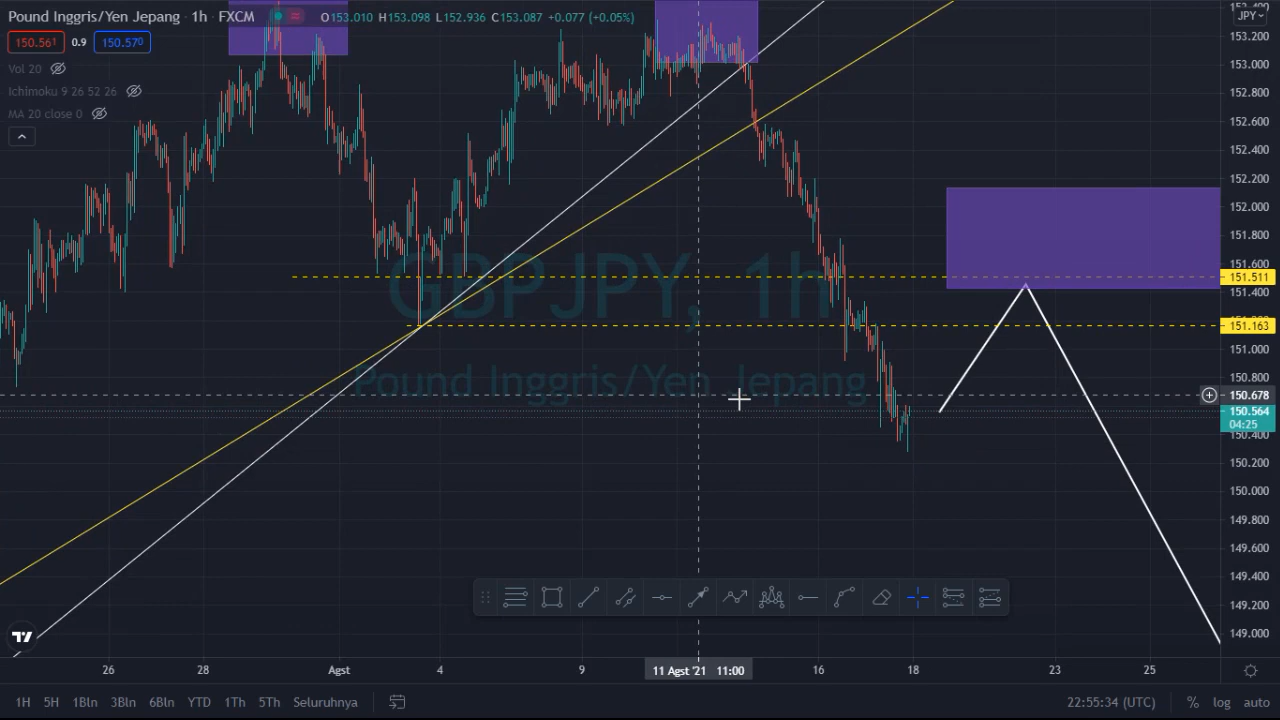 Pound Inggris/Yen Jepang · 1h · FXCM O153.010 H153.098 L152.936 C153.087 +0.077 (+0.05%) JPY
150.561 0.9 150.570
Vol 20
Ichimoku 9 26 52 26
MA 20 close 0
153.200
153.000
152.800
152.600
152.400
152.200
152.000
151.800
151.600
151.511
151.400
151.163
151.000
150.800
150.678
150.564
04:25
150.400
150.200
150.000
149.800
149.600
149.400
149.200
149.000
GBPJPY, 1h
Pound Inggris/Yen Jepang
26 28 Agst 4 9 11 Agst '21 11:00 16 18 23 25
1H 5H 1Bln 3Bln 6Bln YTD 1Th 5Th Seluruhnya 22:55:34 (UTC) % log auto